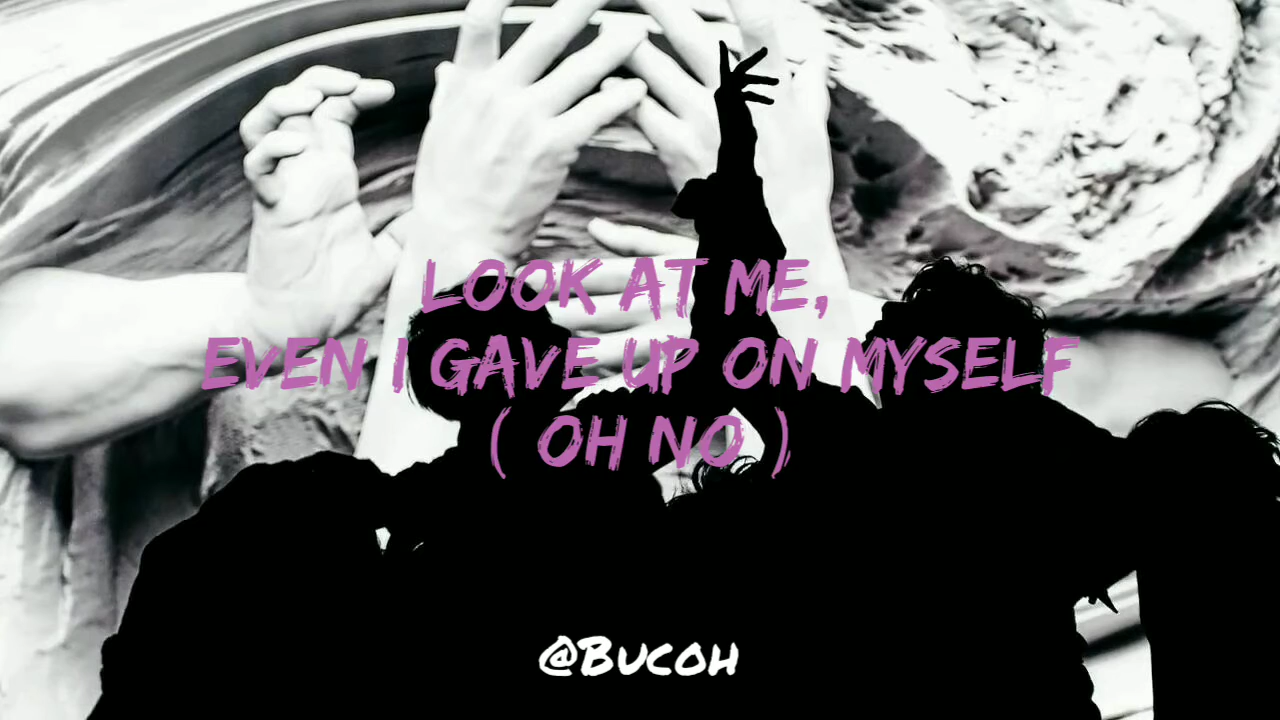 LOOK AT ME,
EVEN I GAVE UP ON MYSELF
( OH NO )
@BUCOH